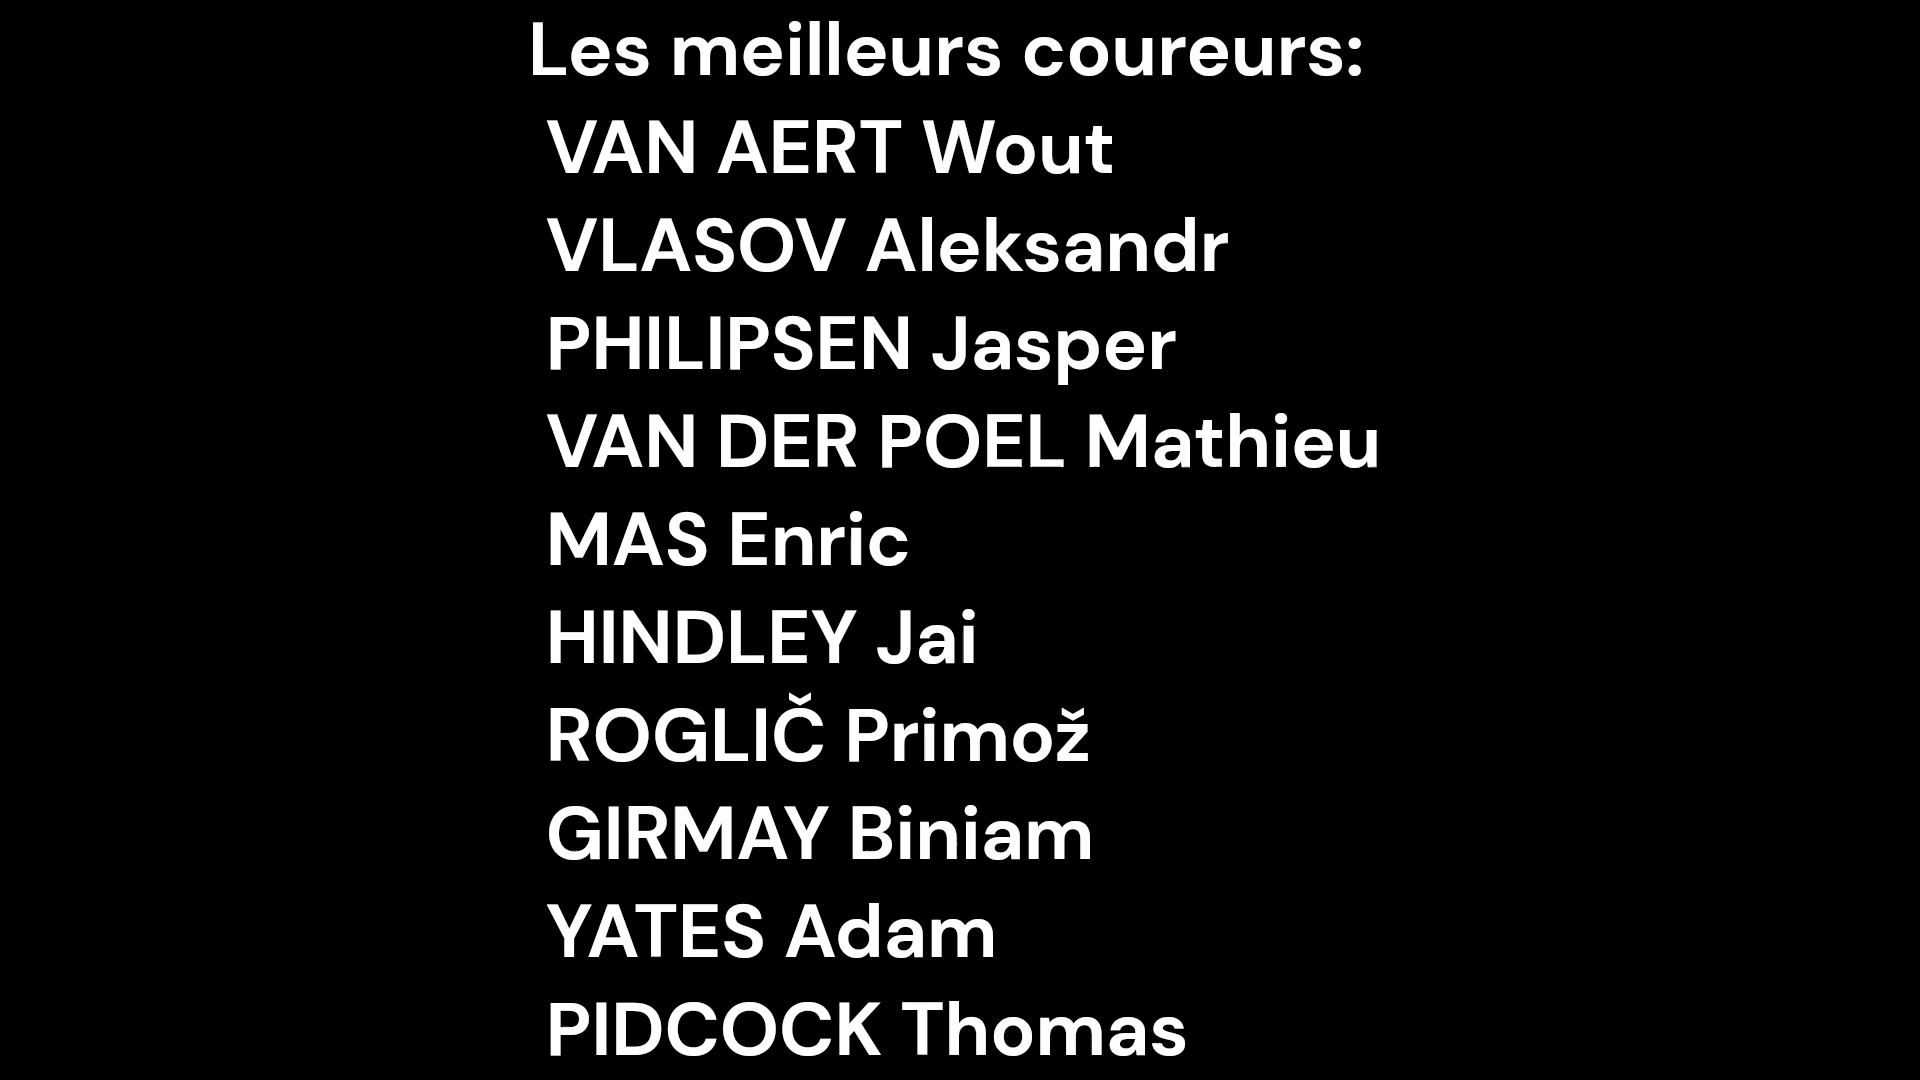 Les meilleurs coureurs:
VAN AERT Wout
VLASOV Aleksandr
PHILIPSEN Jasper
VAN DER POEL Mathieu
MAS Enric
HINDLEY Jai
ROGLIČ Primož
GIRMAY Biniam
YATES Adam
PIDCOCK Thomas